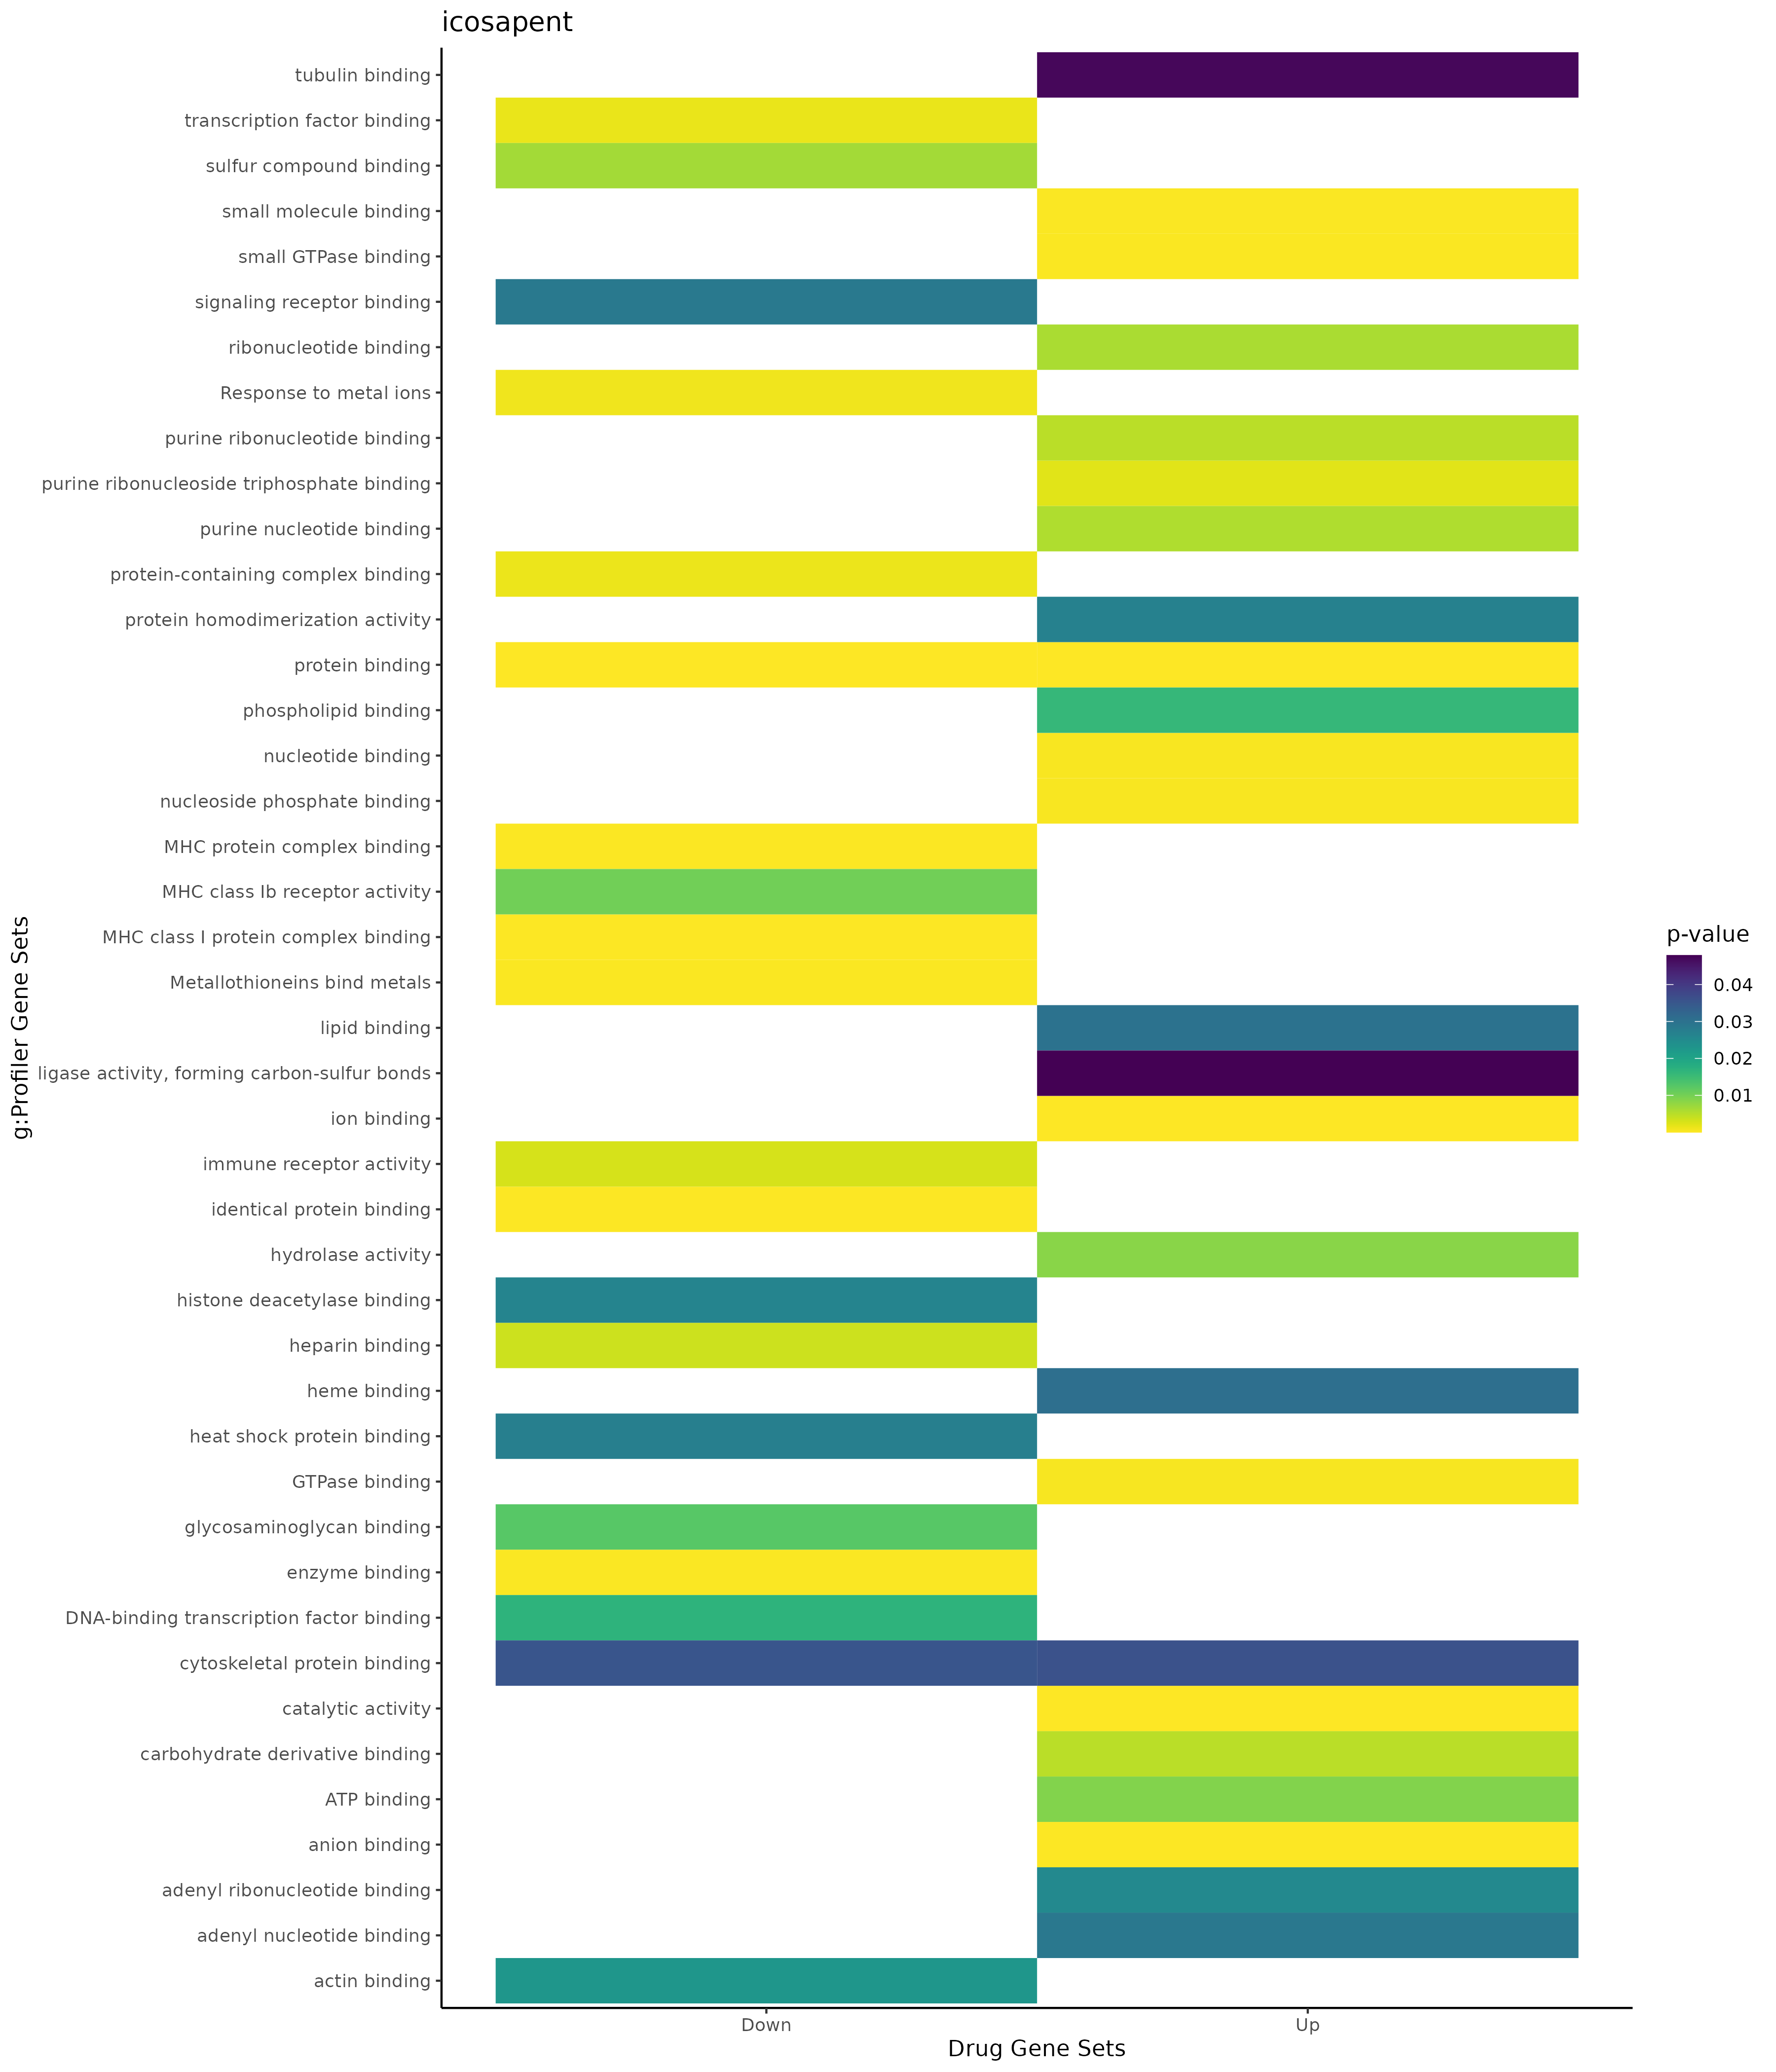 icosapent
tubulin binding
transcription factor binding
sulfur compound binding
small molecule binding
small GTPase binding
signaling receptor binding
ribonucleotide binding
Response to metal ions
purine ribonucleotide binding
purine ribonucleoside triphosphate binding
purine nucleotide binding
protein-containing complex binding
protein homodimerization activity
protein binding
phospholipid binding
nucleotide binding
nucleoside phosphate binding
MHC protein complex binding
MHC class Ib receptor activity
MHC class I protein complex binding
Metallothioneins bind metals
lipid binding
ligase activity, forming carbon-sulfur bonds
ion binding
immune receptor activity
identical protein binding
hydrolase activity
histone deacetylase binding
heparin binding
heme binding
heat shock protein binding
GTPase binding
glycosaminoglycan binding
enzyme binding
DNA-binding transcription factor binding
cytoskeletal protein binding
catalytic activity
carbohydrate derivative binding
ATP binding
anion binding
adenyl ribonucleotide binding
adenyl nucleotide binding
actin binding
g:Profiler Gene Sets
Down
Up
Drug Gene Sets
p-value
0.04
0.03
0.02
0.01